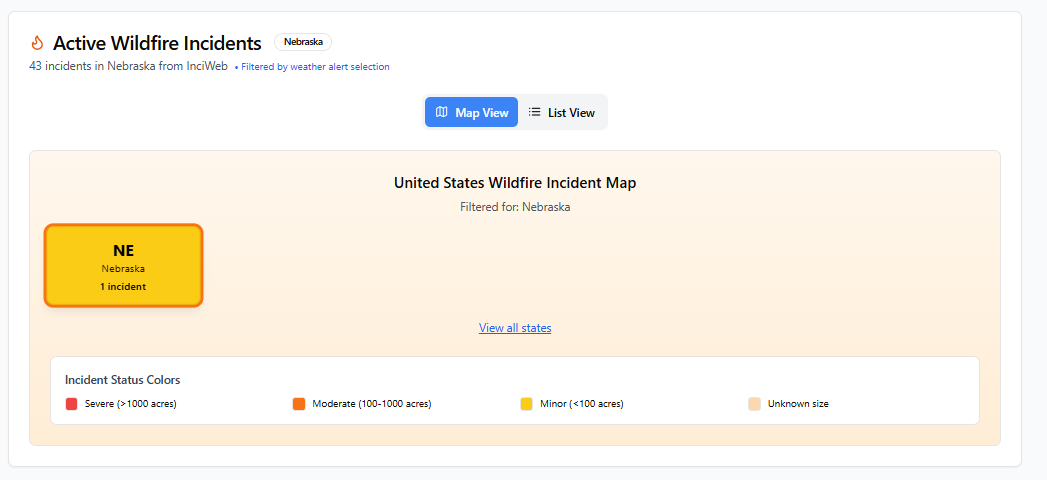 Active Wildfire Incidents Nebraska
43 incidents in Nebraska from InciWeb • Filtered by weather alert selection
Map View List View
United States Wildfire Incident Map
Filtered for: Nebraska
NE
Nebraska
1 incident
View all states
Incident Status Colors
Severe (>1000 acres) Moderate (100-1000 acres) Minor (<100 acres) Unknown size